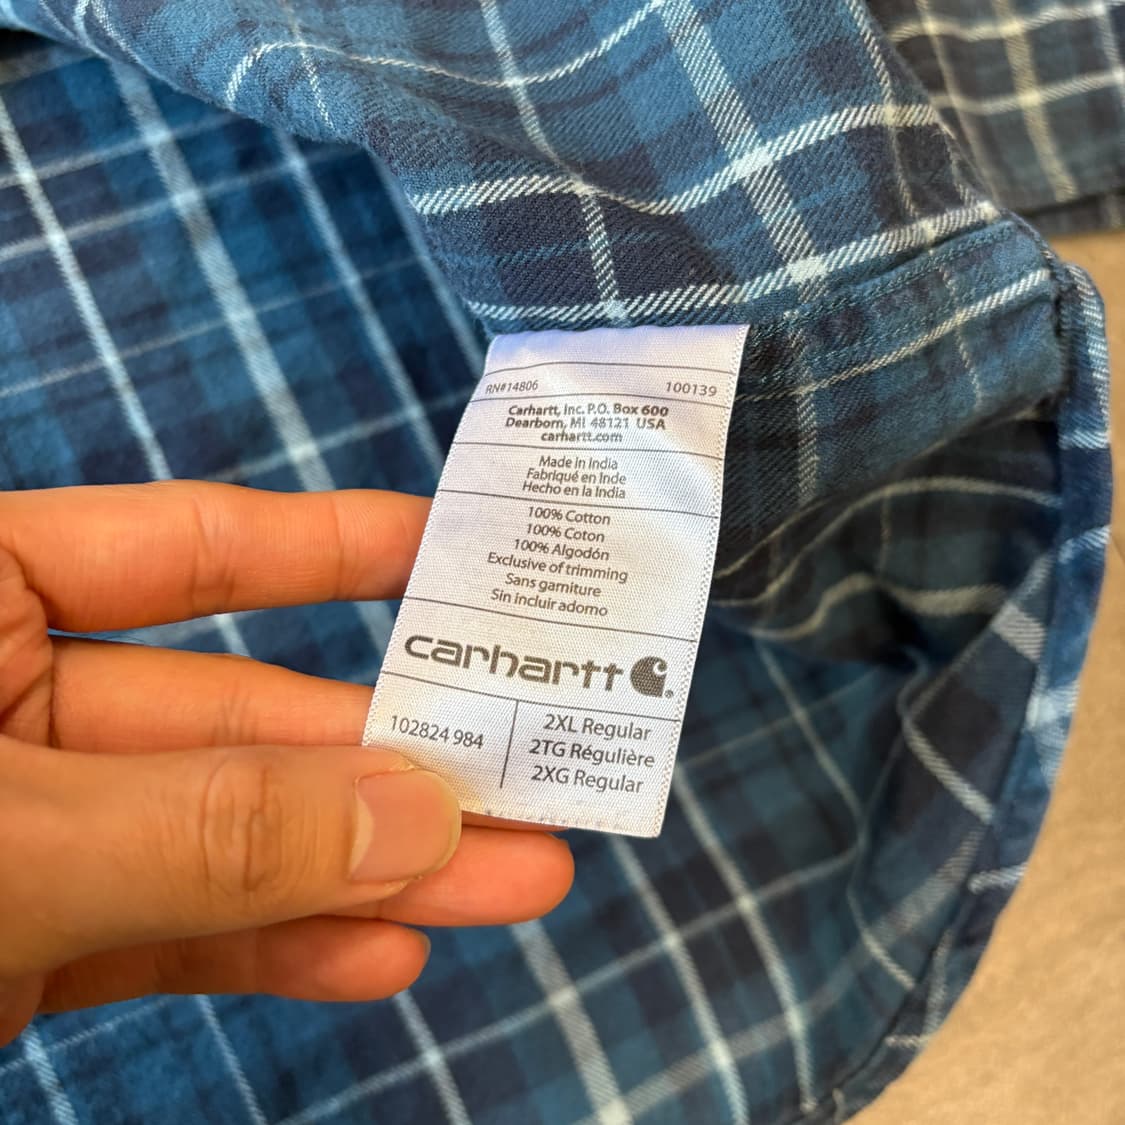 RN#14806 100139
Carhartt, Inc. P.O. Box 600
Dearborn, MI 48121 USA
carhartt.com
Made in India
Fabriqué en Inde
Hecho en la India
100% Cotton
100% Coton
100% Algodón
Exclusive of trimming
Sans garniture
Sin incluir adorno
carhartt
102824 984
2XL Regular
2TG Régulière
2XG Regular